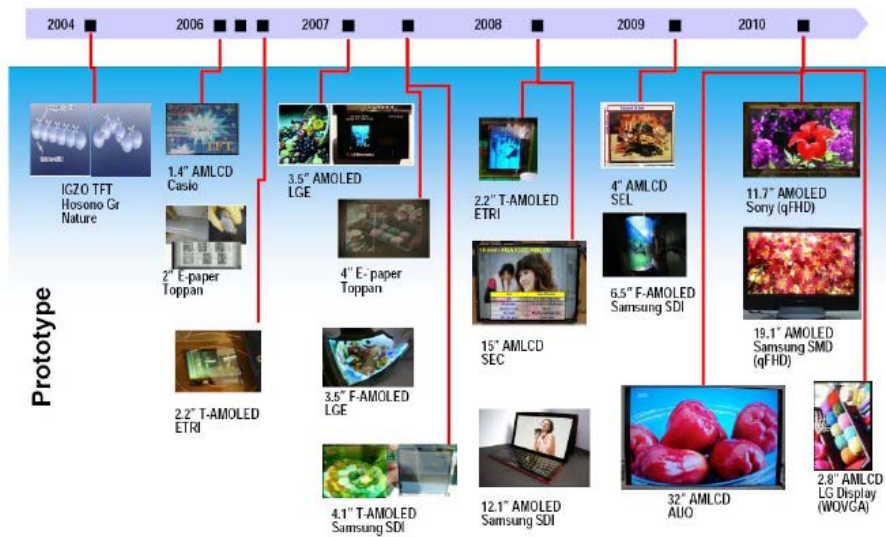 2004
2006
2007
2008
2009
2010
Prototype
IGZO TFT
Hosono Gr
Nature
1.4" AMLCD
Casio
2" E-paper
Toppan
2.2" T-AMOLED
ETRI
3.5" AMOLED
LGE
4" E-`paper
Toppan
3.5" F-AMOLED
LGE
4.1" T-AMOLED
Samsung SDI
2.2" T-AMOLED
ETRI
15" AMLCD
SEC
12.1" AMOLED
Samsung SDI
4" AMLCD
SEL
6.5" F-AMOLED
Samsung SDI
32" AMLCD
AUO
11.7" AMOLED
Sony (qFHD)
19.1" AMOLED
Samsung SMD
(qFHD)
2.8" AMLCD
LG Display
(WQVGA)